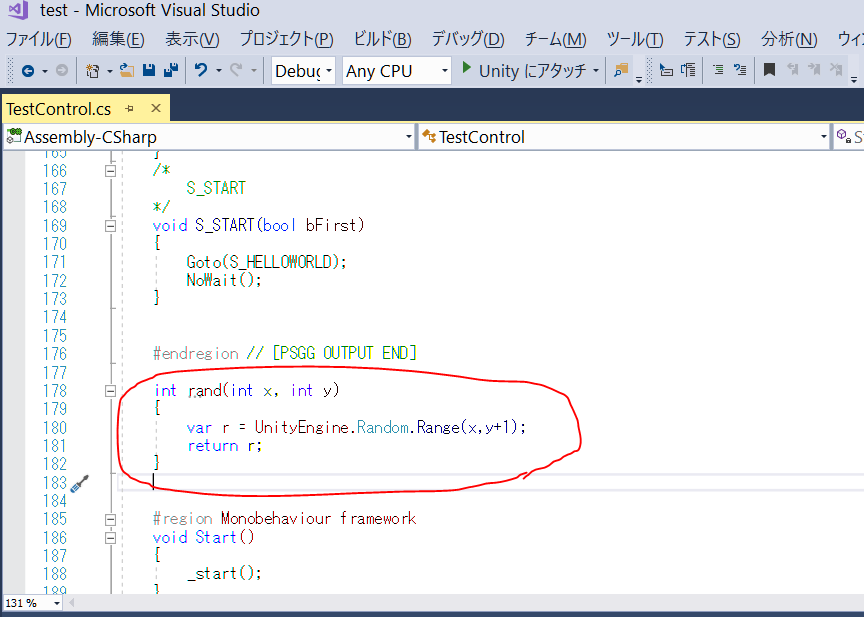 test - Microsoft Visual Studio
ファイル(F) 編集(E) 表示(V) プロジェクト(P) ビルド(B) デバッグ(D) チーム(M) ツール(T) テスト(S) 分析(N) ウィ
Debug Any CPU Unity にアタッチ
TestControl.cs
Assembly-CSharp TestControl
165 }
166 /*
167 S_START
168 */
169 void S_START(bool bFirst)
170 {
171 Goto(S_HELLOWORLD);
172 NoWait();
173 }
174
175
176 #endregion // [PSGG OUTPUT END]
177
178 int rand(int x, int y)
179 {
180 var r = UnityEngine.Random.Range(x,y+1);
181 return r;
182 }
183
184
185 #region Monobehaviour framework
186 void Start()
187 {
188 _start();
189 }
131 %